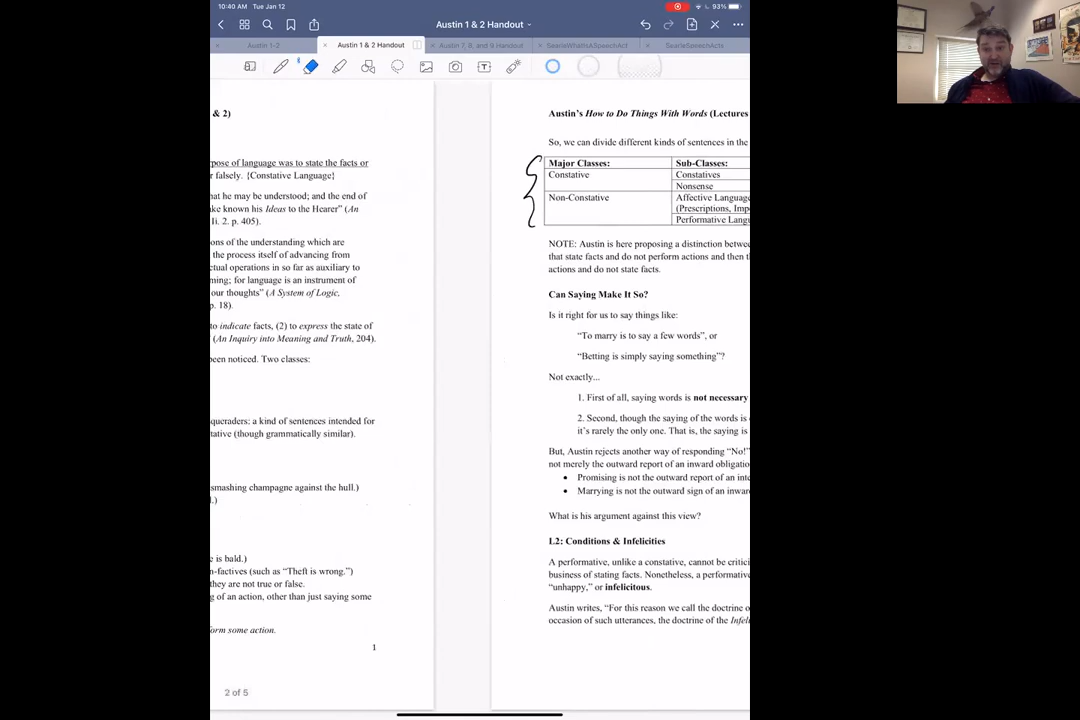 10:40 AM Tue Jan 12
93%
Austin 1 & 2 Handout
Austin 1-2
Austin 1 & 2 Handout
Austin 7, 8, and 9 Handout
SearleWhatIsASpeechAct
SearleSpeechActs
& 2)
pose of language was to state the facts or
r falsely. {Constative Language}
hat he may be understood; and the end of
ke known his Ideas to the Hearer” (An
Ii. 2. p. 405).
ons of the understanding which are
the process itself of advancing from
ctual operations in so far as auxiliary to
ming; for language is an instrument of
our thoughts” (A System of Logic,
p. 18).
to indicate facts, (2) to express the state of
(An Inquiry into Meaning and Truth, 204).
been noticed. Two classes:
squeraders: a kind of sentences intended for
tative (though grammatically similar).
smashing champagne against the hull.)
l.)
e is bald.)
n-factives (such as “Theft is wrong.”)
they are not true or false.
g of an action, other than just saying some
form some action.
1
2 of 5
Austin’s How to Do Things With Words (Lectures
So, we can divide different kinds of sentences in the
Major Classes: Sub-Classes:
Constative Constatives
Nonsense
Non-Constative Affective Language
(Prescriptions, Imp
Performative Lang
NOTE: Austin is here proposing a distinction betwe
that state facts and do not perform actions and then t
actions and do not state facts.
Can Saying Make It So?
Is it right for us to say things like:
“To marry is to say a few words”, or
“Betting is simply saying something”?
Not exactly...
1. First of all, saying words is not necessary
2. Second, though the saying of the words is
it’s rarely the only one. That is, the saying is
But, Austin rejects another way of responding “No!”
not merely the outward report of an inward obligatio
• Promising is not the outward report of an inte
• Marrying is not the outward sign of an inwar
What is his argument against this view?
L2: Conditions & Infelicities
A performative, unlike a constative, cannot be critici
business of stating facts. Nonetheless, a performative
“unhappy,” or infelicitous.
Austin writes, “For this reason we call the doctrine o
occasion of such utterances, the doctrine of the Infeli